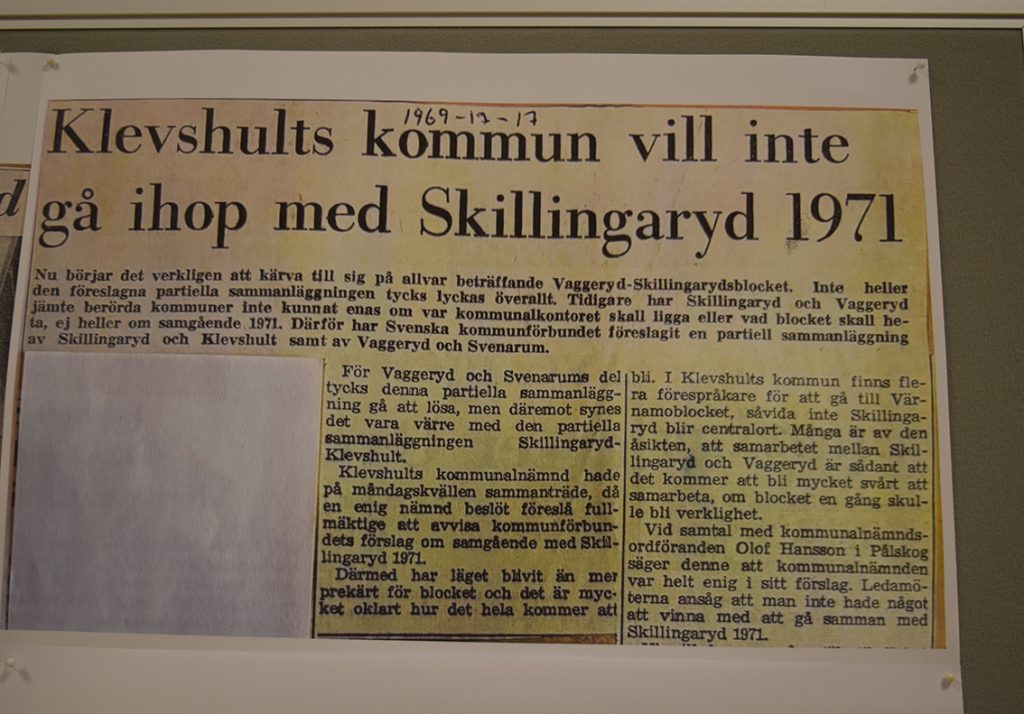 1969-12-17
Klevshults kommun vill inte
gå ihop med Skillingaryd 1971
Nu börjar det verkligen att kärva till sig på allvar beträffande Vaggeryd-Skillingarydsblocket. Inte heller
den föreslagna partiella sammanläggningen tycks lyckas överallt. Tidigare har Skillingaryd och Vaggeryd
jämte berörda kommuner inte kunnat enas om var kommunalkontoret skall ligga eller vad blocket skall he-
ta, ej heller om samgående 1971. Därför har Svenska kommunförbundet föreslagit en partiell sammanläggning
av Skillingaryd och Klevshult samt av Vaggeryd och Svenarum.
För Vaggeryd och Svenarums del
tycks denna partiella sammanlägg-
ning gå att lösa, men däremot synes
det vara värre med den partiella
sammanläggningen Skillingaryd-
Klevshult.
Klevshults kommunalnämnd hade
på måndagskvällen sammanträde, då
en enig nämnd beslöt föreslå full-
mäktige att avvisa kommunförbun-
dets förslag om samgående med Skil-
lingaryd 1971.
Därmed har läget blivit än mer
prekärt för blocket och det är myc-
ket oklart hur det hela kommer att
bli. I Klevshults kommun finns fle-
ra förespråkare för att gå till Vär-
namoblocket, såvida inte Skillinga-
ryd blir centralort. Många är av den
åsikten, att samarbetet mellan Skil-
lingaryd och Vaggeryd är sådant att
det kommer att bli mycket svårt att
samarbeta, om blocket en gång skul-
le bli verklighet.
Vid samtal med kommunalnämnds-
ordföranden Olof Hansson i Pålskog
säger denne att kommunalnämnden
var helt enig i sitt förslag. Ledamö-
terna ansåg att man inte hade något
att vinna med att gå samman med
Skillingaryd 1971.
d